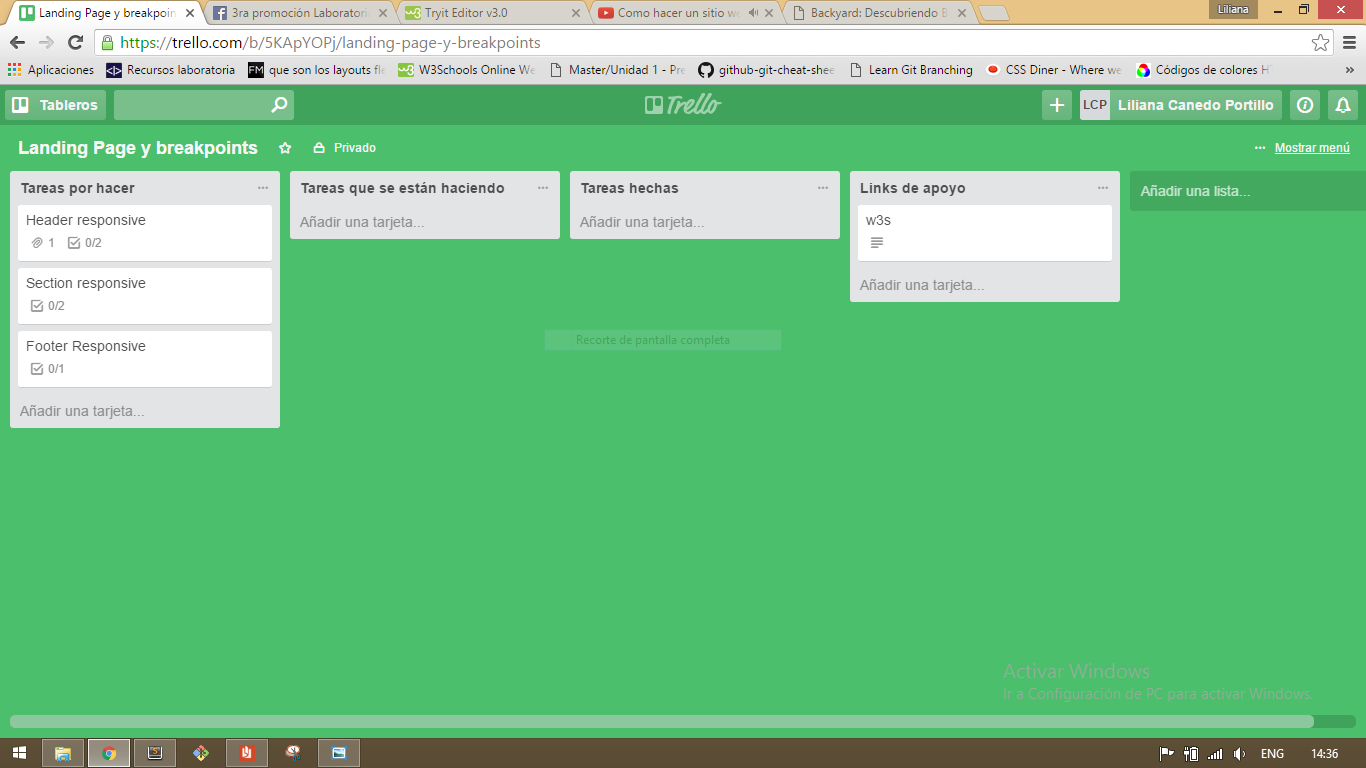 Landing Page y breakpoin
3ra promoción Laboratori
Tryit Editor v3.0
Como hacer un sitio we
Backyard: Descubriendo B
Liliana
https://trello.com/b/5KApYOPj/landing-page-y-breakpoints
Aplicaciones
Recursos laboratoria
FM
que son los layouts fle
W3Schools Online We
Master/Unidad 1 - Pre
github-git-cheat-shee
Learn Git Branching
CSS Diner - Where we
Códigos de colores HT
»
Tableros
Trello
LCP
Liliana Canedo Portillo
Landing Page y breakpoints
Privado
Mostrar menú
Tareas por hacer
Header responsive
1
0/2
Section responsive
0/2
Footer Responsive
0/1
Añadir una tarjeta...
Tareas que se están haciendo
Añadir una tarjeta...
Tareas hechas
Añadir una tarjeta...
Links de apoyo
w3s
Añadir una tarjeta...
Añadir una lista...
Recorte de pantalla completa
Activar Windows
Ir a Configuración de PC para activar Windows.
ENG
14:36